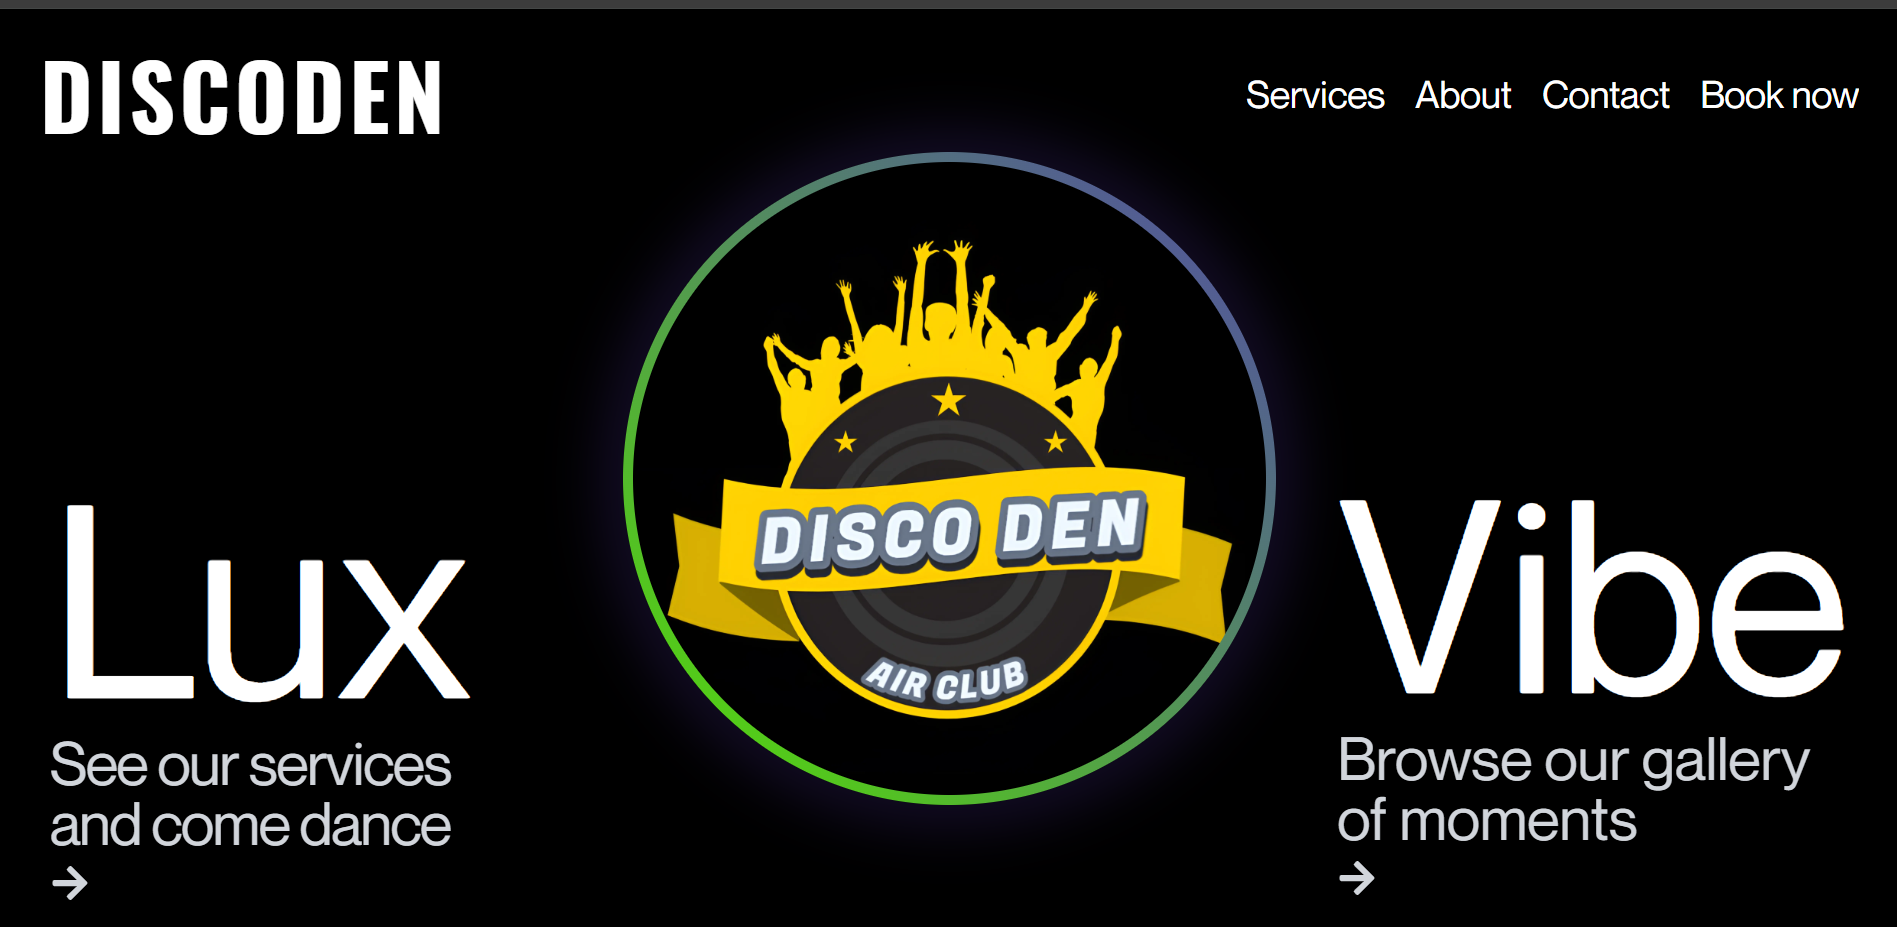 DISCODEN
Services About Contact Book now
DISCO DEN
AIR CLUB
Lux
See our services
and come dance
Vibe
Browse our gallery
of moments